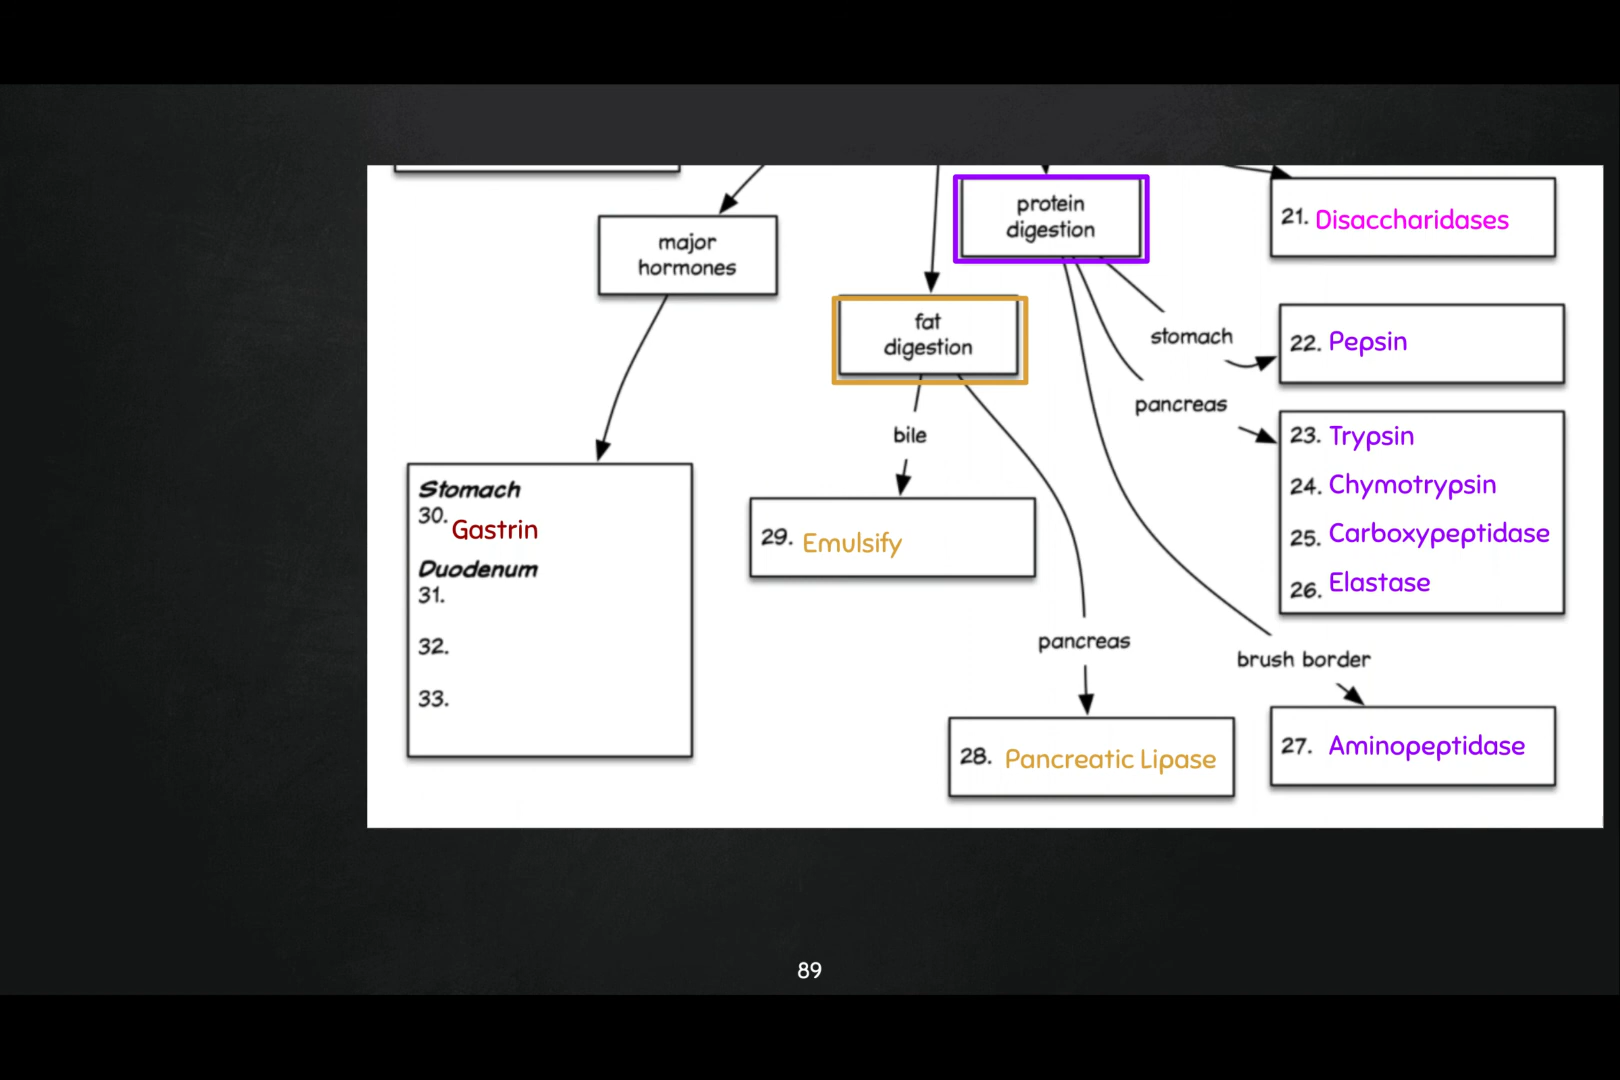 protein
digestion
21. Disaccharidases
major
hormones
fat
digestion
stomach
22. Pepsin
pancreas
23. Trypsin
24. Chymotrypsin
25. Carboxypeptidase
26. Elastase
bile
Stomach
30. Gastrin
Duodenum
31.
32.
33.
29. Emulsify
pancreas
brush border
28. Pancreatic Lipase
27. Aminopeptidase
89